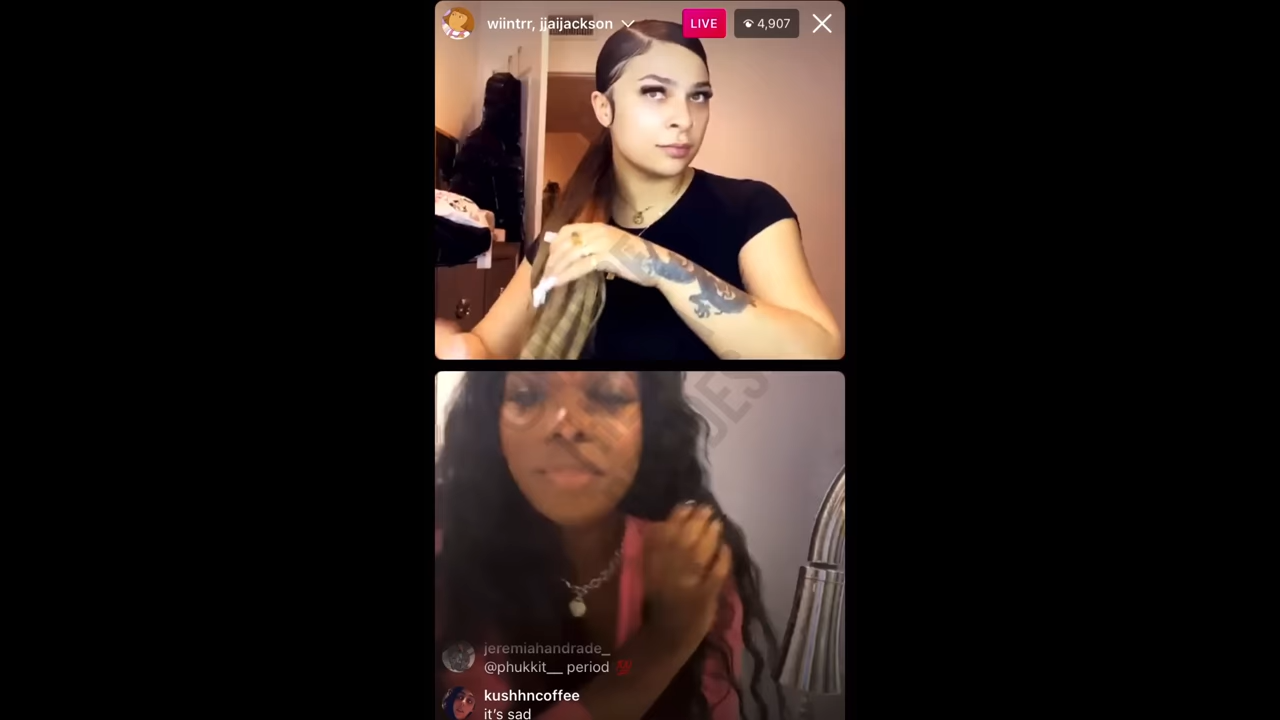 wiintrr, jjaijackson
LIVE
4,907
jeremiahandrade_
@phukkit__ period 💯
kushhncoffee
it's sad